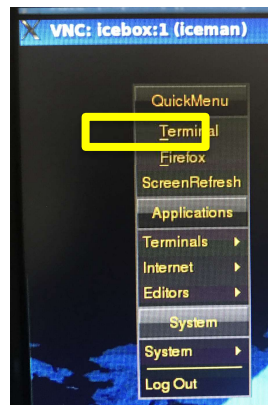 VNC: icebox:1 (iceman)
QuickMenu
Terminal
Firefox
ScreenRefresh
Applications
Terminals
Internet
Editors
System
System
Log Out